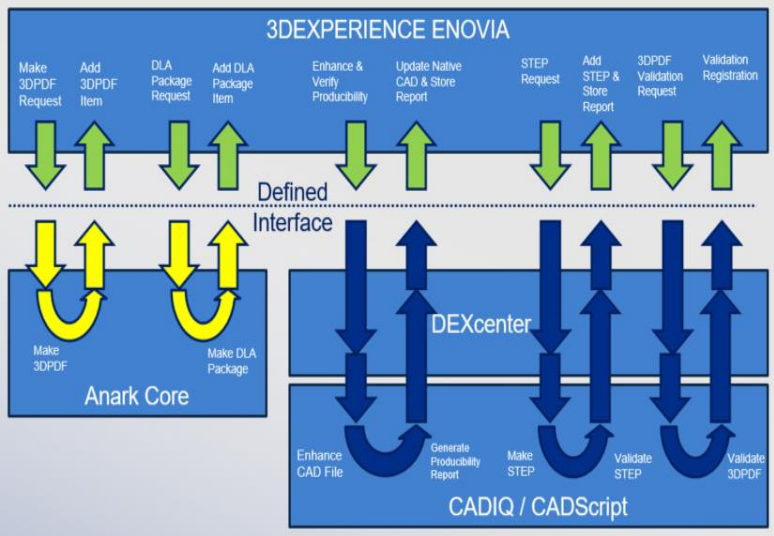 3DEXPERIENCE ENOVIA
Make
3DPDF
Request
Add
3DPDF
Item
DLA
Package
Request
Add DLA
Package
Item
Enhance &
Verify
Producibility
Update Native
CAD & Store
Report
STEP
Request
Add
STEP &
Store
Report
3DPDF
Validation
Request
Validation
Registration
Defined
Interface
Make
3DPDF
Make DLA
Package
Anark Core
DEXcenter
Enhance
CAD File
Generate
Producibility
Report
Make
STEP
Validate
STEP
Validate
3DPDF
CADIQ / CADScript